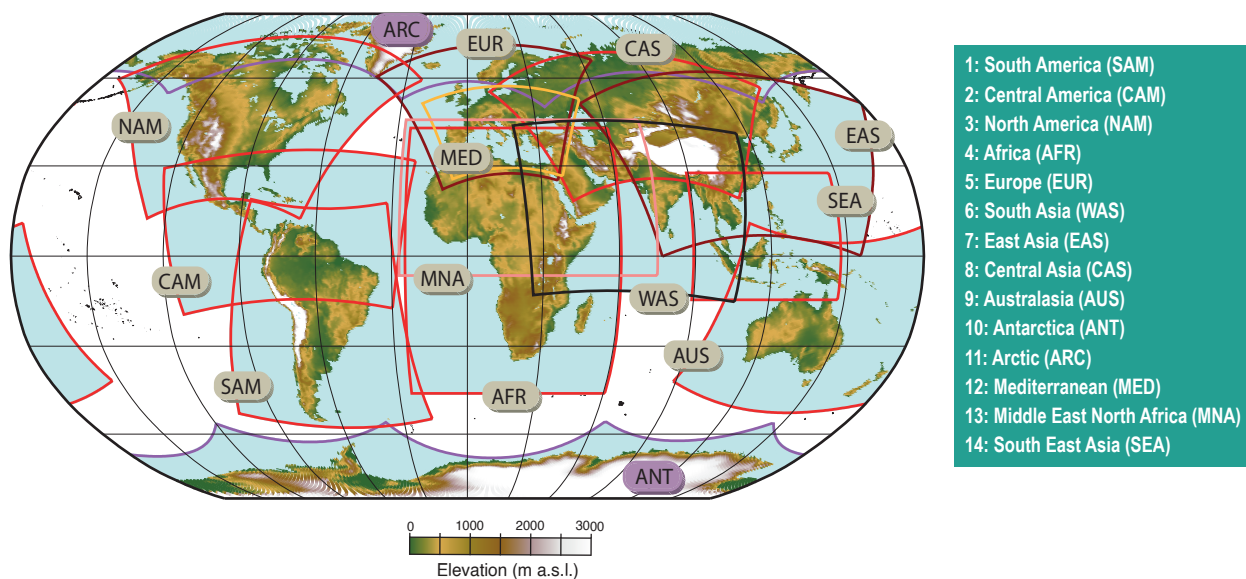 ARC
EUR
CAS
NAM
EAS
MED
SEA
CAM
MNA
WAS
AUS
SAM
AFR
ANT
0 1000 2000 3000
Elevation (m a.s.l.)
1: South America (SAM)
2: Central America (CAM)
3: North America (NAM)
4: Africa (AFR)
5: Europe (EUR)
6: South Asia (WAS)
7: East Asia (EAS)
8: Central Asia (CAS)
9: Australasia (AUS)
10: Antarctica (ANT)
11: Arctic (ARC)
12: Mediterranean (MED)
13: Middle East North Africa (MNA)
14: South East Asia (SEA)